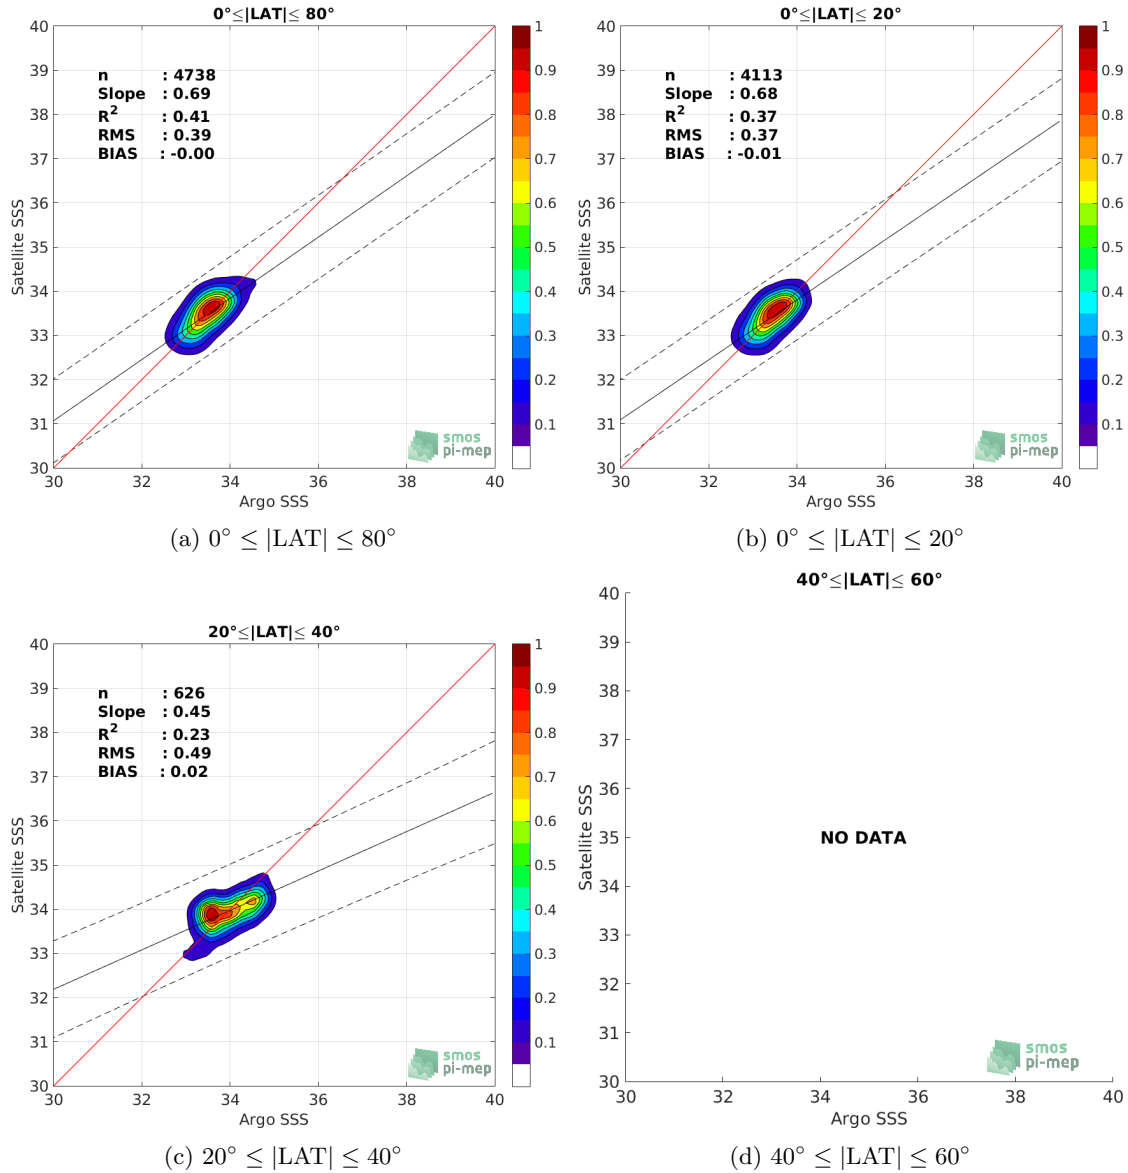 0°≤|LAT|≤ 80°
40
39
38
37
36
35
34
33
32
31
30
Satellite SSS
n : 4738
Slope : 0.69
R² : 0.41
RMS : 0.39
BIAS : -0.00
smos
pi-mep
30 32 34 36 38 40
Argo SSS
1
0.9
0.8
0.7
0.6
0.5
0.4
0.3
0.2
0.1
(a) 0° ≤ |LAT| ≤ 80°
0°≤|LAT|≤ 20°
40
39
38
37
36
35
34
33
32
31
30
Satellite SSS
n : 4113
Slope : 0.68
R² : 0.37
RMS : 0.37
BIAS : -0.01
smos
pi-mep
30 32 34 36 38 40
Argo SSS
1
0.9
0.8
0.7
0.6
0.5
0.4
0.3
0.2
0.1
(b) 0° ≤ |LAT| ≤ 20°
20°≤|LAT|≤ 40°
40
39
38
37
36
35
34
33
32
31
30
Satellite SSS
n : 626
Slope : 0.45
R² : 0.23
RMS : 0.49
BIAS : 0.02
smos
pi-mep
30 32 34 36 38 40
Argo SSS
1
0.9
0.8
0.7
0.6
0.5
0.4
0.3
0.2
0.1
(c) 20° ≤ |LAT| ≤ 40°
40°≤|LAT|≤ 60°
40
39
38
37
36
35
34
33
32
31
30
Satellite SSS
NO DATA
smos
pi-mep
30 32 34 36 38 40
Argo SSS
(d) 40° ≤ |LAT| ≤ 60°